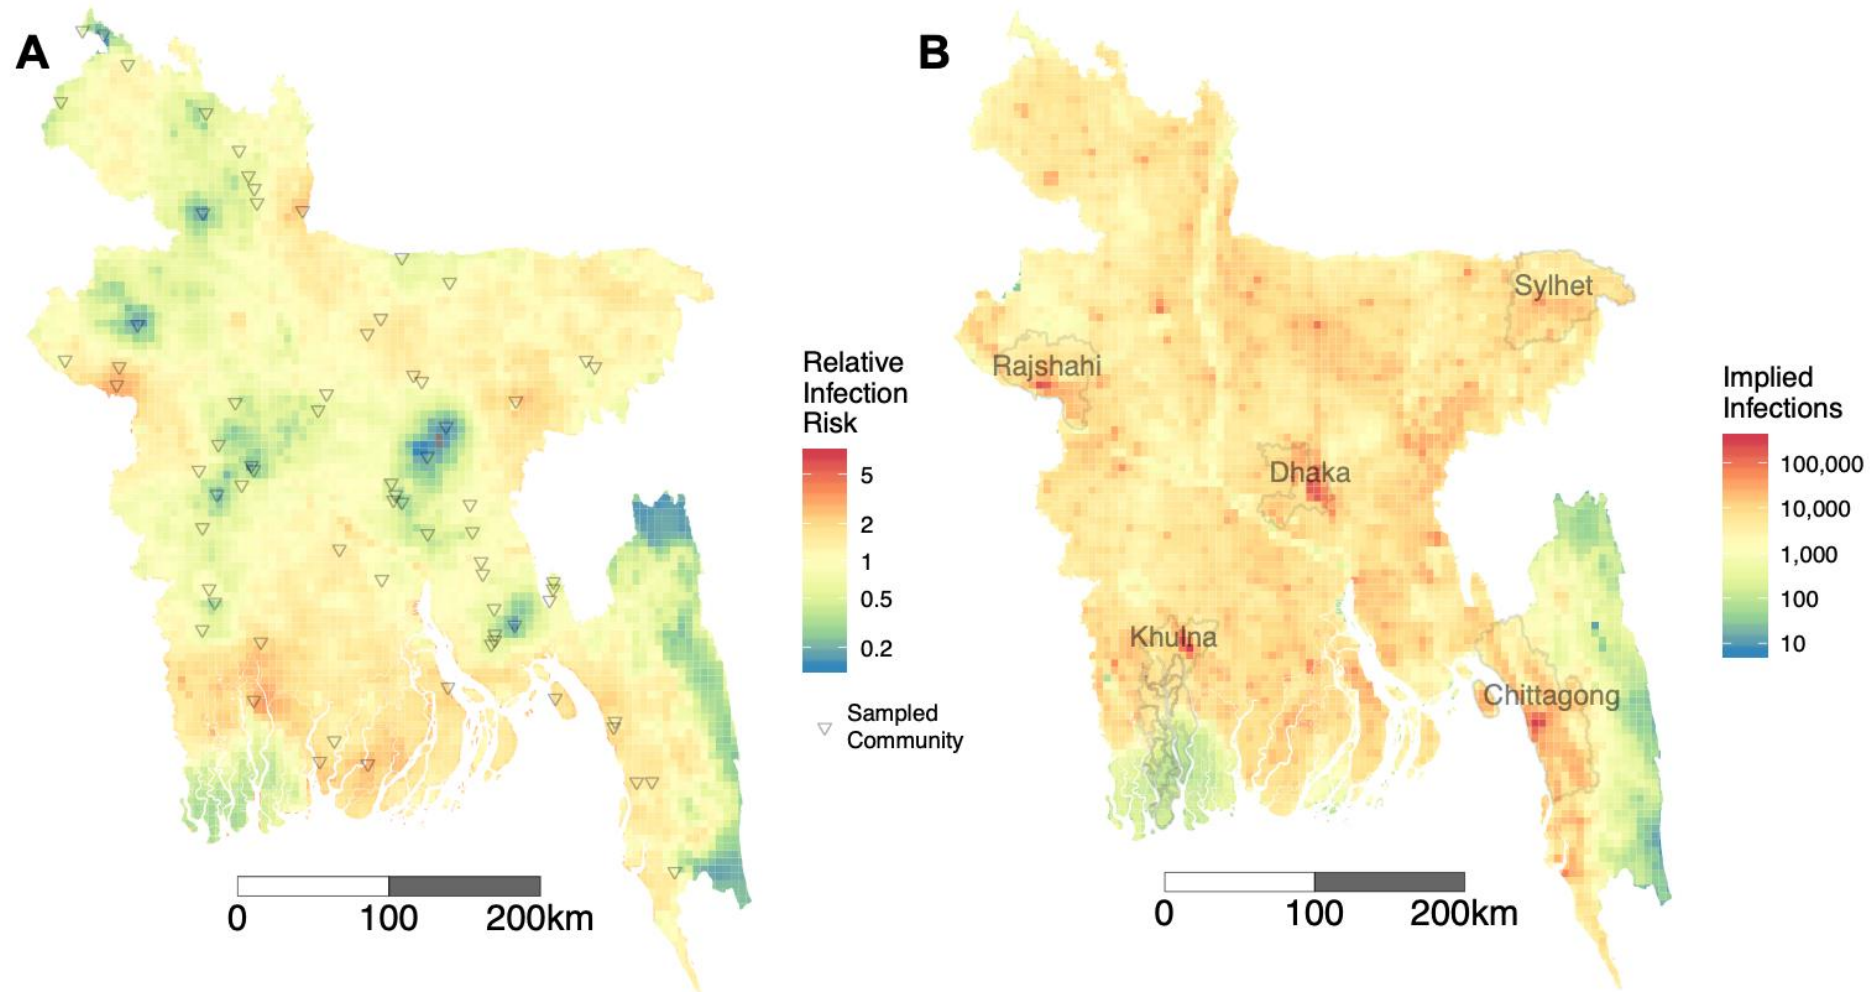 A
B
Sylhet
Rajshahi
Dhaka
Khulna
Chittagong
Relative
Infection
Risk
5
2
1
0.5
0.2
Sampled
Community
Implied
Infections
100,000
10,000
1,000
100
10
0 100 200km
0 100 200km